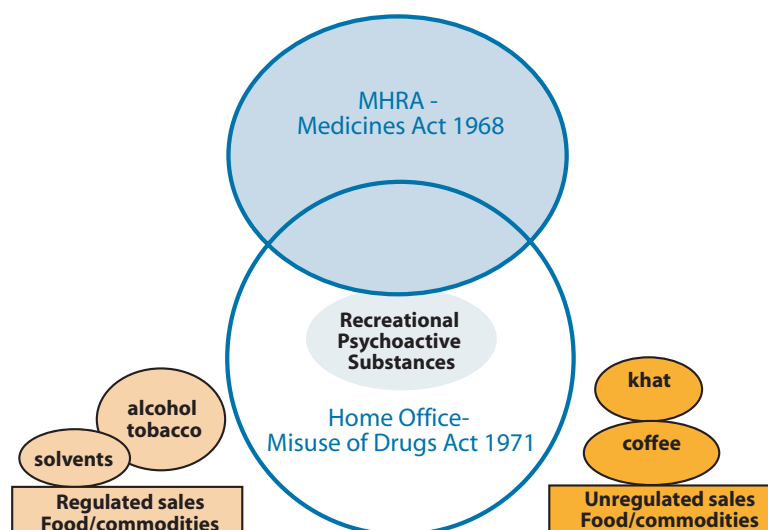 MHRA -
Medicines Act 1968
Recreational
Psychoactive
Substances
Home Office-
Misuse of Drugs Act 1971
alcohol
tobacco
solvents
Regulated sales
Food/commodities
khat
coffee
Unregulated sales
Food/commodities